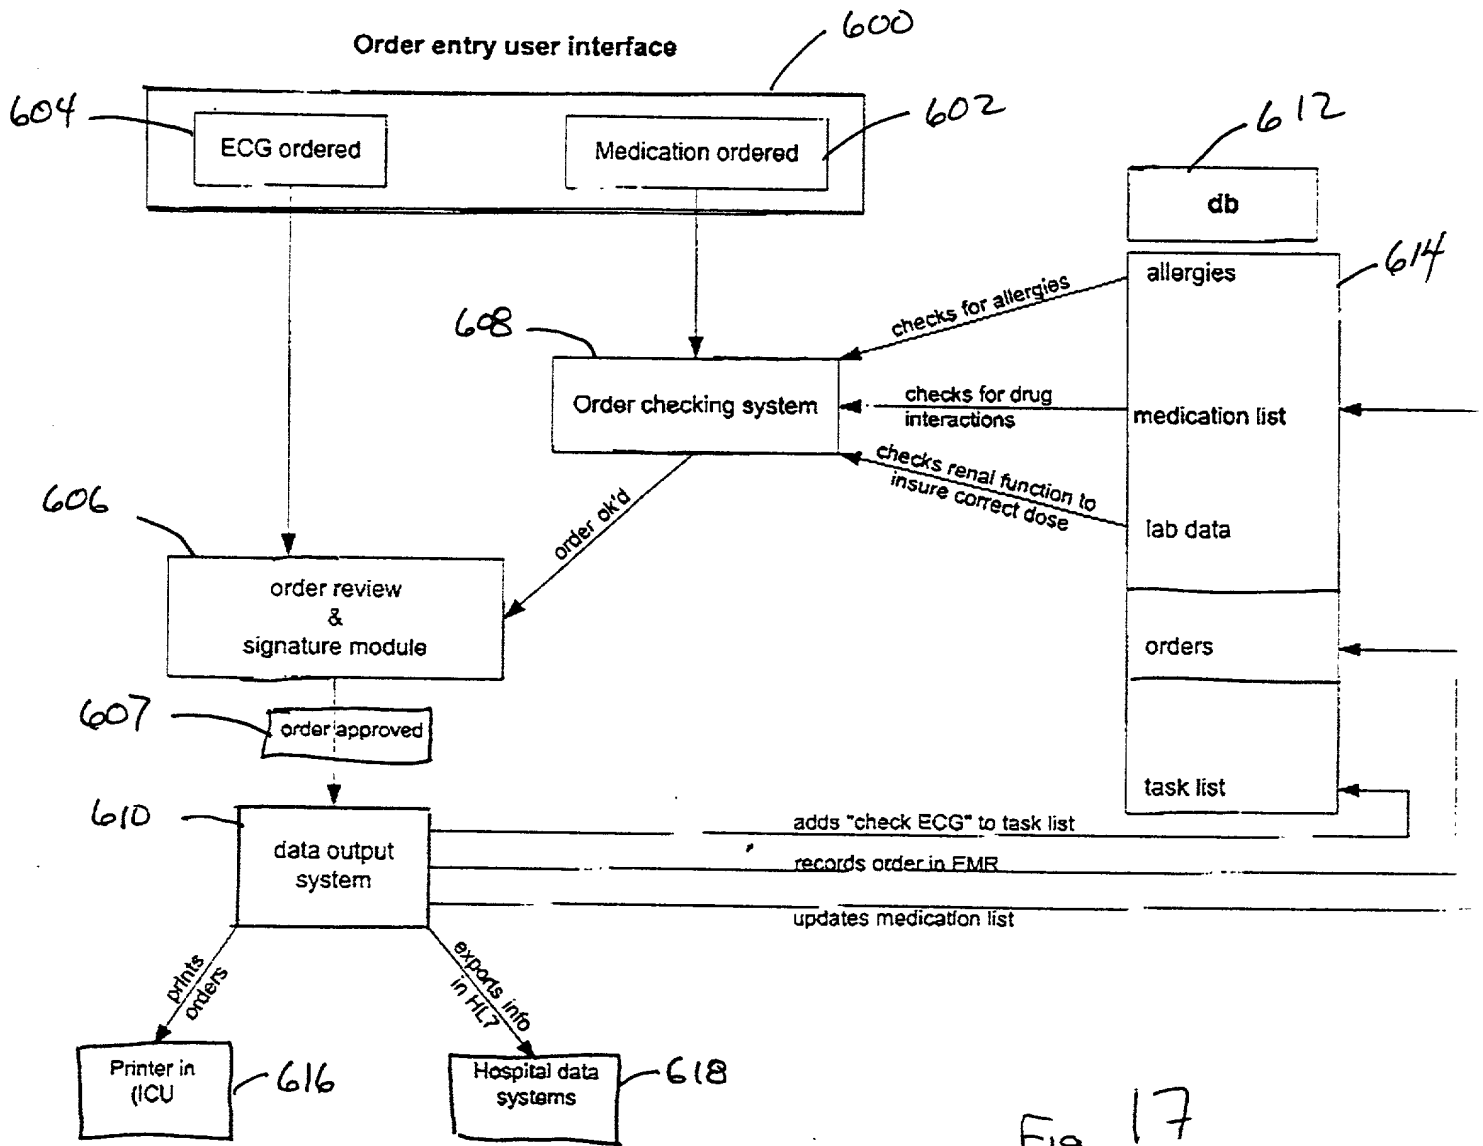 Order entry user interface
600
604
ECG ordered
Medication ordered
602
612
db
614
allergies
checks for allergies
608
Order checking system
checks for drug
interactions
medication list
checks renal function to
insure correct dose
lab data
606
order ok'd
order review
&
signature module
orders
607
order approved
task list
610
data output
system
adds "check ECG" to task list
records order in EMR
updates medication list
prints
orders
exports info
in HL7
Printer in
(ICU
616
Hospital data
systems
618
Fig 17